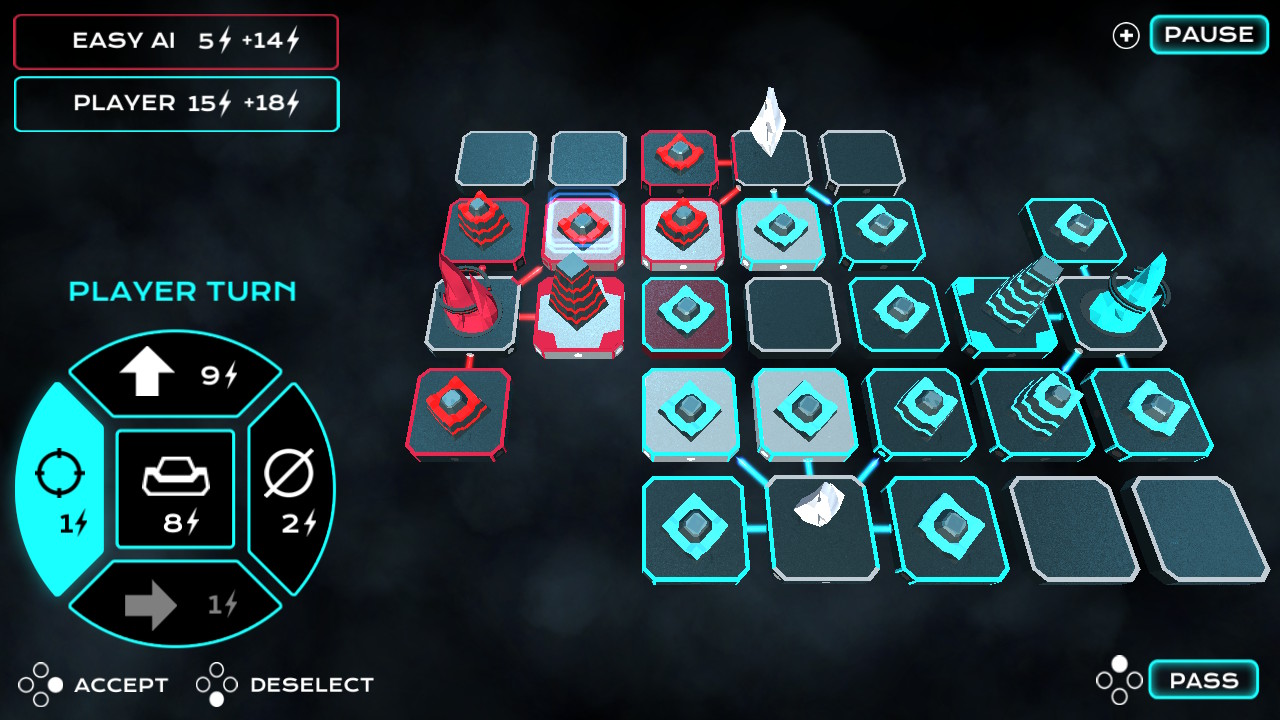 EASY AI 5 +14
PLAYER 15 +18
PAUSE
PLAYER TURN
9
1
8
2
1
ACCEPT
DESELECT
PASS